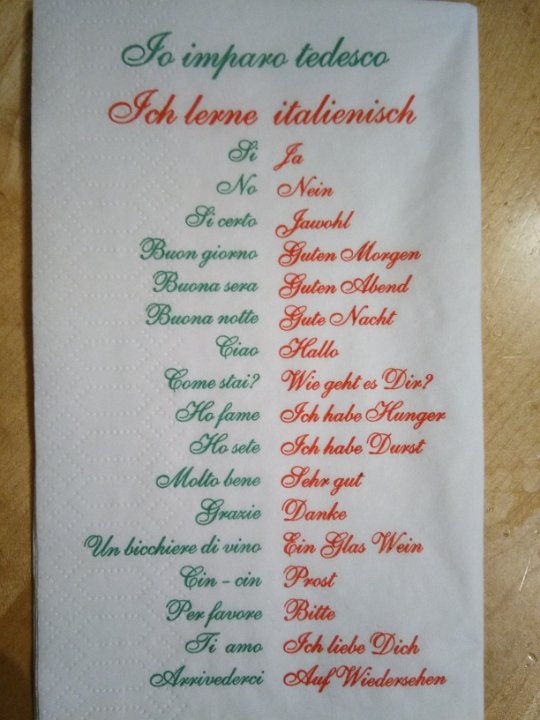 Io imparo tedesco
Ich lerne italienisch
Si Ja
No Nein
Si certo Jawohl
Buon giorno Guten Morgen
Buona sera Guten Abend
Buona notte Gute Nacht
Ciao Hallo
Come stai? Wie geht es Dir?
Ho fame Ich habe Hunger
Ho sete Ich habe Durst
Molto bene Sehr gut
Grazie Danke
Un bicchiere di vino Ein Glas Wein
Cin - cin Prost
Per favore Bitte
Ti amo Ich liebe Dich
Arrivederci Auf Wiedersehen